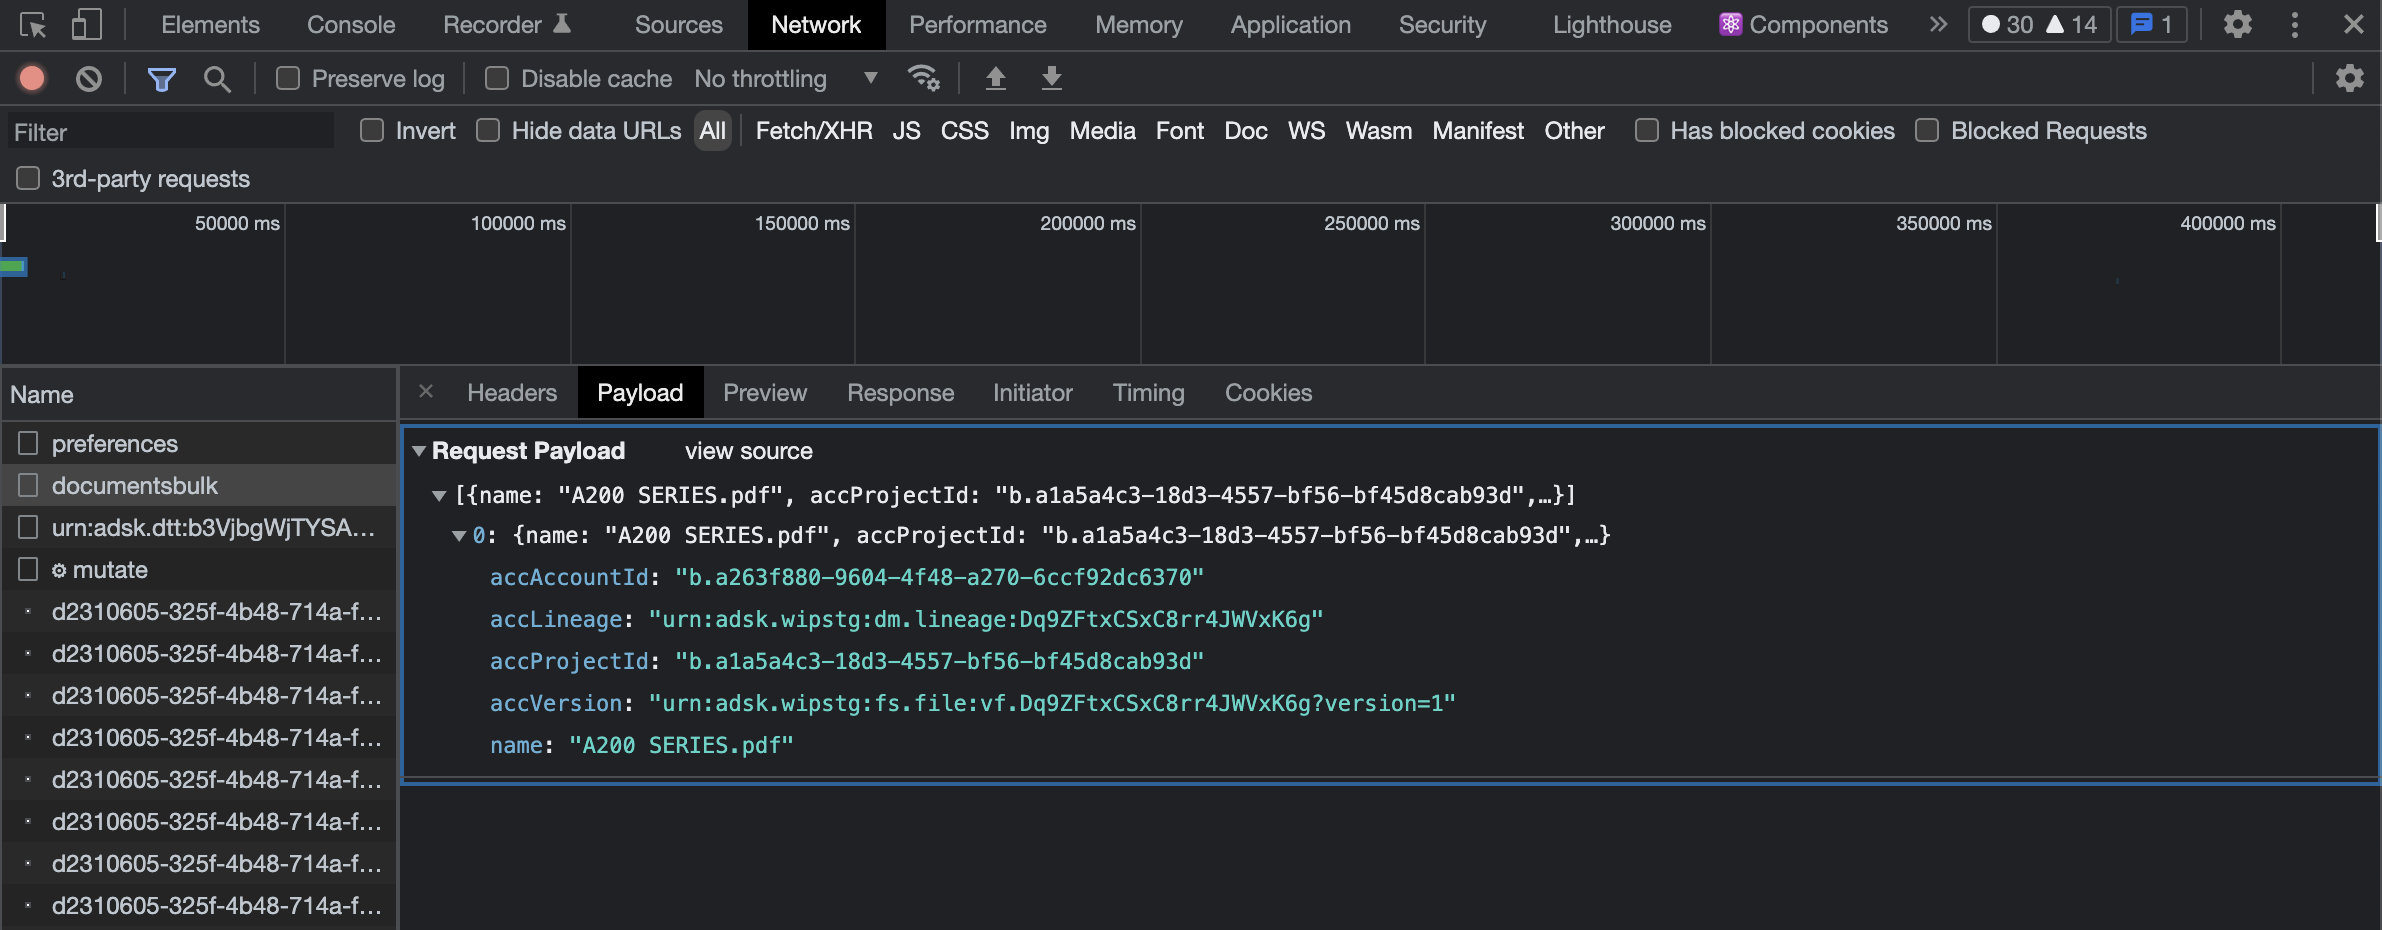 Elements Console Recorder Sources Network Performance Memory Application Security Lighthouse Components » 30 14 1
Preserve log Disable cache No throttling
Filter Invert Hide data URLs All Fetch/XHR JS CSS Img Media Font Doc WS Wasm Manifest Other Has blocked cookies Blocked Requests
3rd-party requests
50000 ms 100000 ms 150000 ms 200000 ms 250000 ms 300000 ms 350000 ms 400000 ms
Name
preferences
documentsbulk
urn:adsk.dtt:b3VjbgWjTYSA…
mutate
d2310605-325f-4b48-714a-f…
d2310605-325f-4b48-714a-f…
d2310605-325f-4b48-714a-f…
d2310605-325f-4b48-714a-f…
d2310605-325f-4b48-714a-f…
d2310605-325f-4b48-714a-f…
d2310605-325f-4b48-714a-f…
d2310605-325f-4b48-714a-f…
× Headers Payload Preview Response Initiator Timing Cookies
Request Payload view source
[{name: "A200 SERIES.pdf", accProjectId: "b.a1a5a4c3-18d3-4557-bf56-bf45d8cab93d",…}]
0: {name: "A200 SERIES.pdf", accProjectId: "b.a1a5a4c3-18d3-4557-bf56-bf45d8cab93d",…}
accAccountId: "b.a263f880-9604-4f48-a270-6ccf92dc6370"
accLineage: "urn:adsk.wipstg:dm.lineage:Dq9ZFtxCSxC8rr4JWVxK6g"
accProjectId: "b.a1a5a4c3-18d3-4557-bf56-bf45d8cab93d"
accVersion: "urn:adsk.wipstg:fs.file:vf.Dq9ZFtxCSxC8rr4JWVxK6g?version=1"
name: "A200 SERIES.pdf"